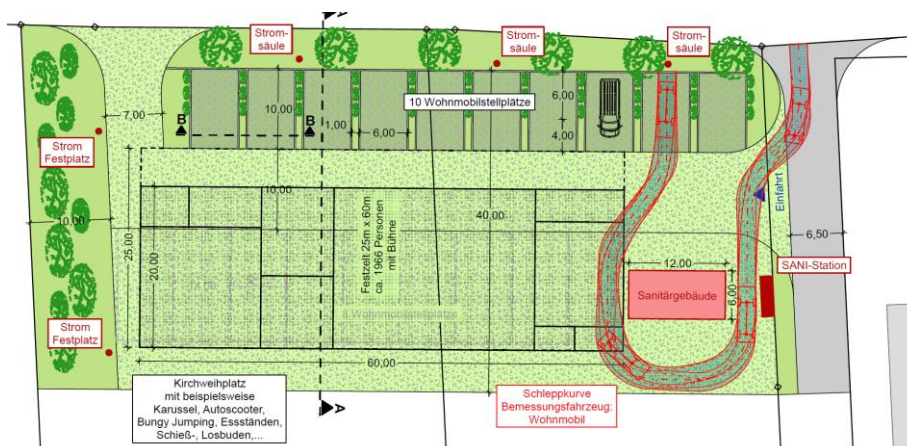 A
Strom-
säule
Strom-
säule
Strom-
säule
10 Wohnmobilstellplätze
7,00
10,00
6,00
4,00
B
B
1,00
6,00
Strom
Festplatz
Einfahrt
10,00
10,00
40,00
6,50
25,00
20,00
Festzelt 25m x 60m
ca. 1966 Personen
mit Bühne
Wohnmobilstellplätze
12,00
SANI-Station
Sanitärgebäude
6,00
Strom
Festplatz
60,00
Kirchweihplatz
mit beispielsweise
Karussel, Autoscooter,
Bungy Jumping, Essständen,
Schieß-, Losbuden,...
A
Schleppkurve
Bemessungsfahrzeug:
Wohnmobil